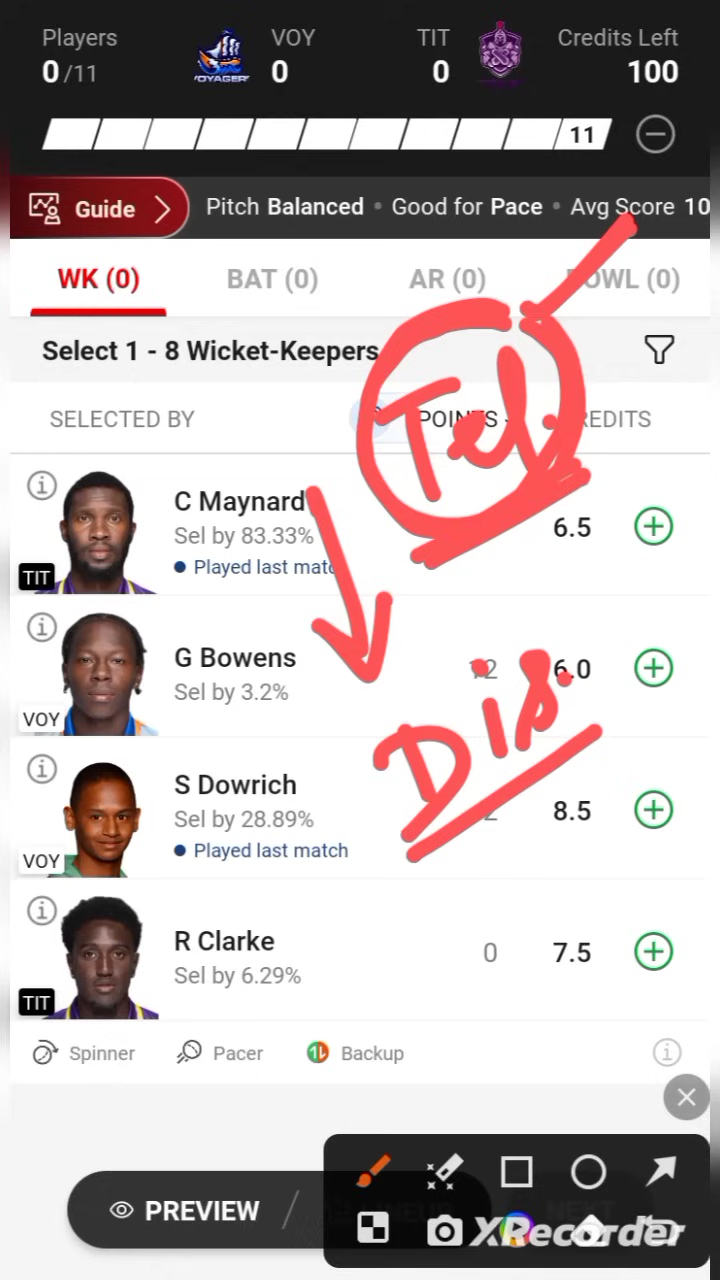 Players VOY TIT Credits Left
0/11 VOYAGER 0 0 100
11
Guide Pitch Balanced • Good for Pace • Avg Score 10
WK (0) BAT (0) AR (0) BOWL (0)
Select 1 - 8 Wicket-Keepers
SELECTED BY POINTS CREDITS
Tel.
C Maynard
Sel by 83.33% 6.5
TIT • Played last match
G Bowens
Sel by 3.2% 12 6.0
VOY
Dis.
S Dowrich
Sel by 28.89% 2 8.5
VOY • Played last match
R Clarke
Sel by 6.29% 0 7.5
TIT
Spinner Pacer Backup
PREVIEW
XRecorder